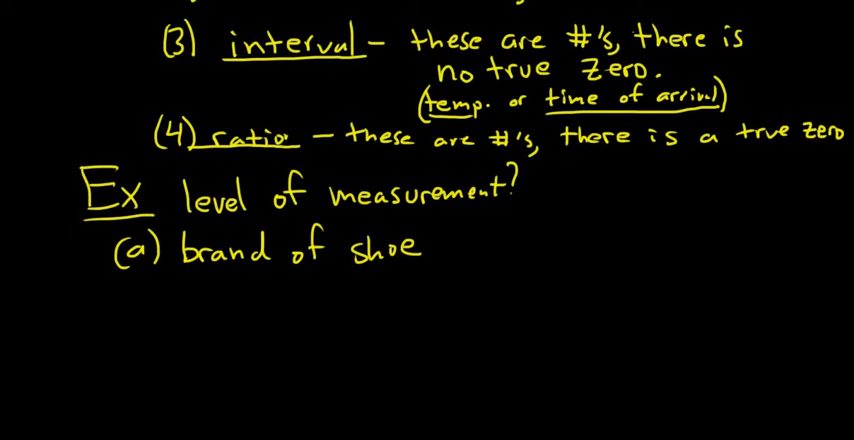 (3) interval - these are #'s, there is
no true zero.
(temp. or time of arrival)
(4) ratio - these are #'s, there is a true zero
Ex level of measurement?
(a) brand of shoe